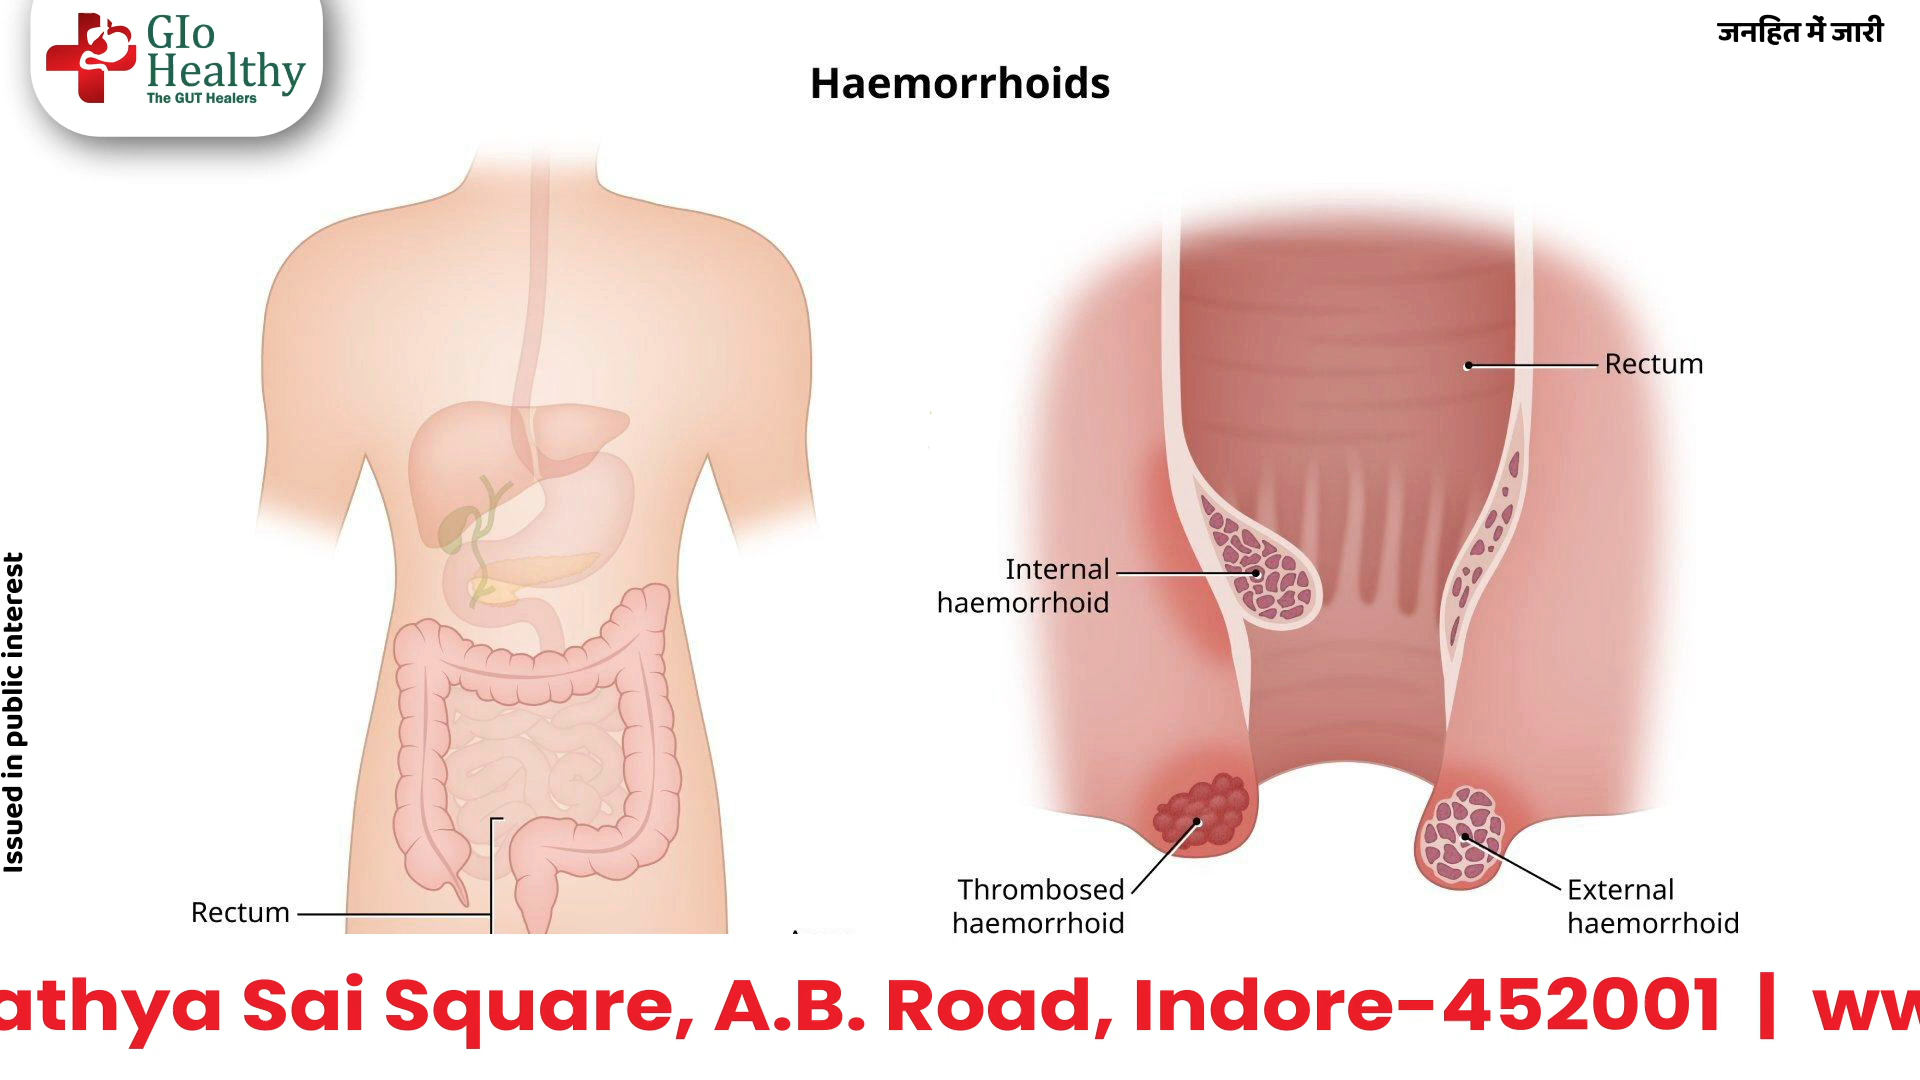 GIo
Healthy
The GUT Healers
जनहित में जारी
Haemorrhoids
Rectum
Internal
haemorrhoid
Issued in public interest
Rectum
Thrombosed
haemorrhoid
External
haemorrhoid
athya Sai Square, A.B. Road, Indore-452001 | ww